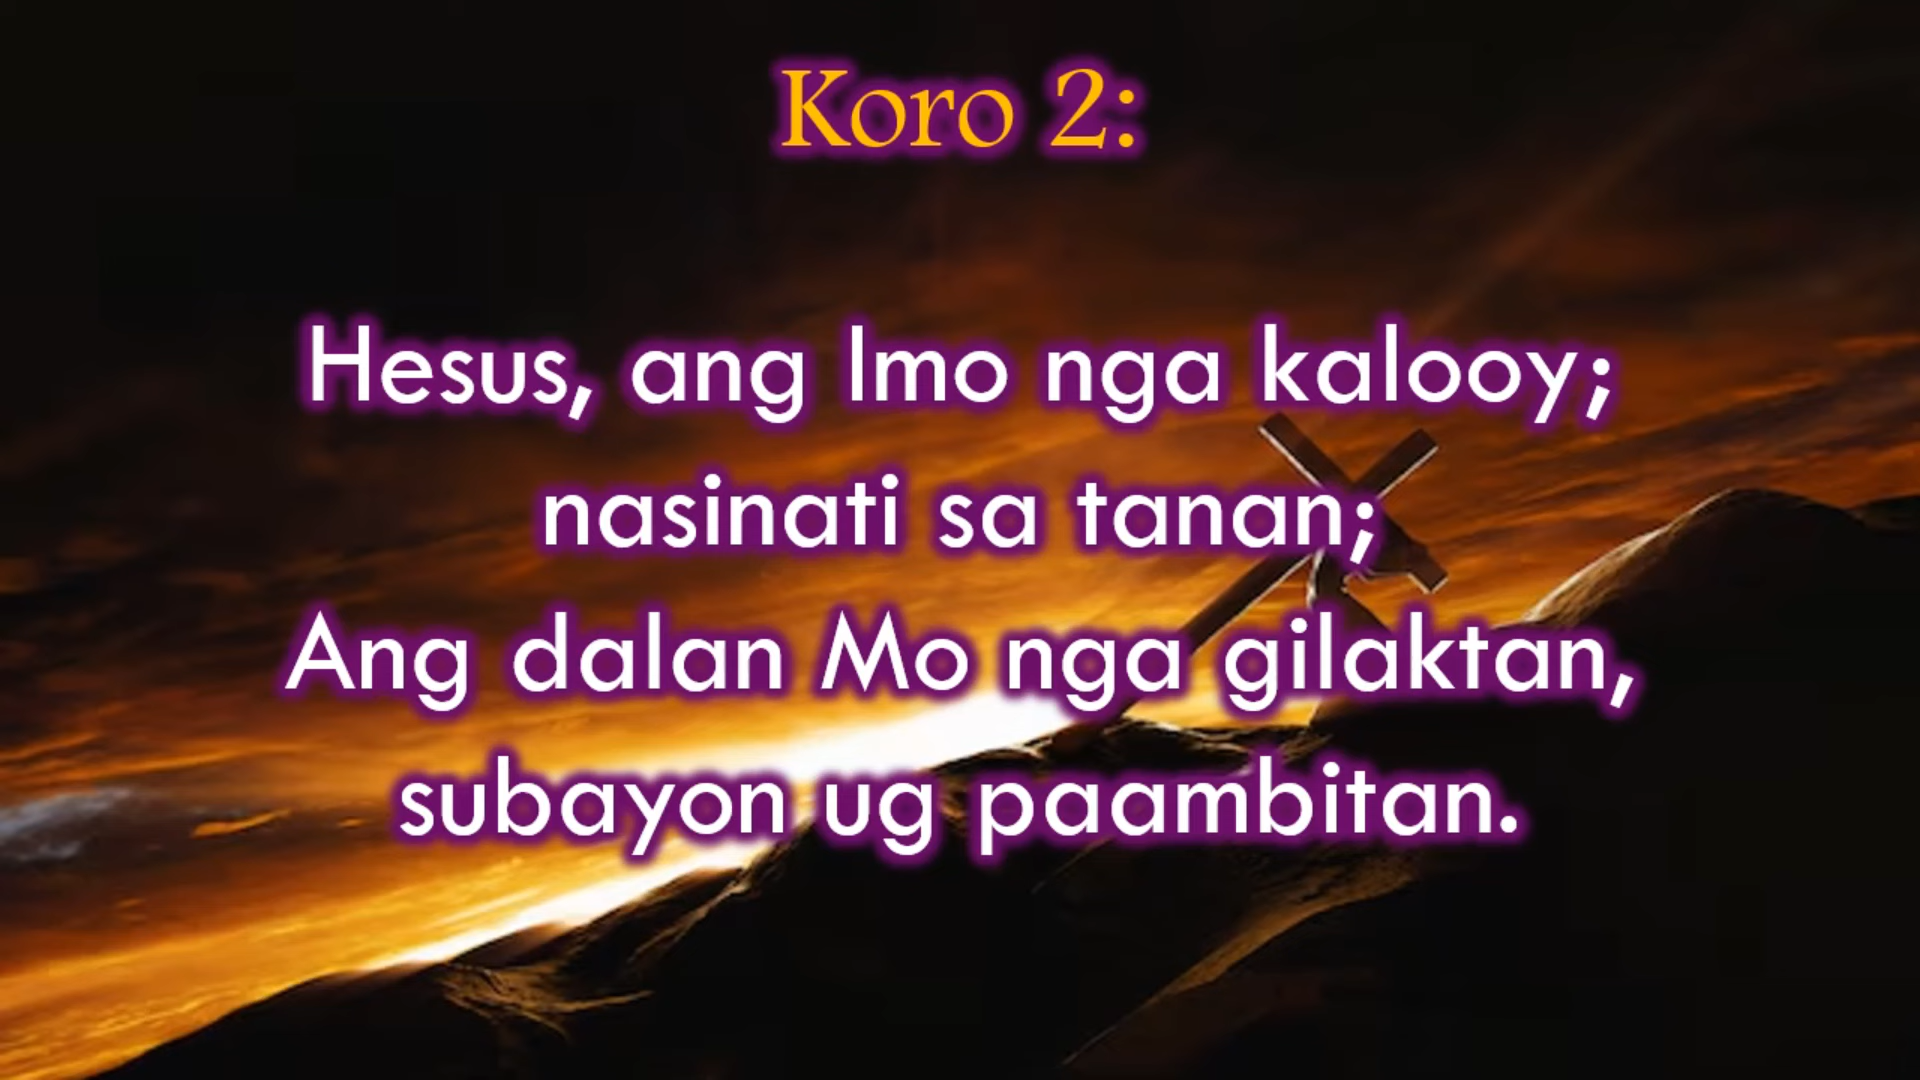 Koro 2:
Hesus, ang Imo nga kalooy;
nasinati sa tanan;
Ang dalan Mo nga gilaktan,
subayon ug paambitan.